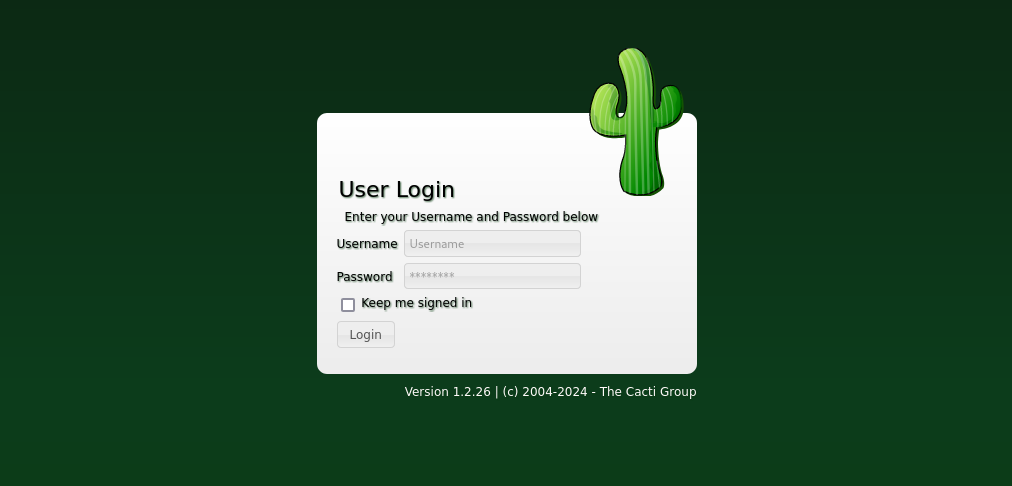 User Login
Enter your Username and Password below
Username Username
Password ********
Keep me signed in
Login
Version 1.2.26 | (c) 2004-2024 - The Cacti Group